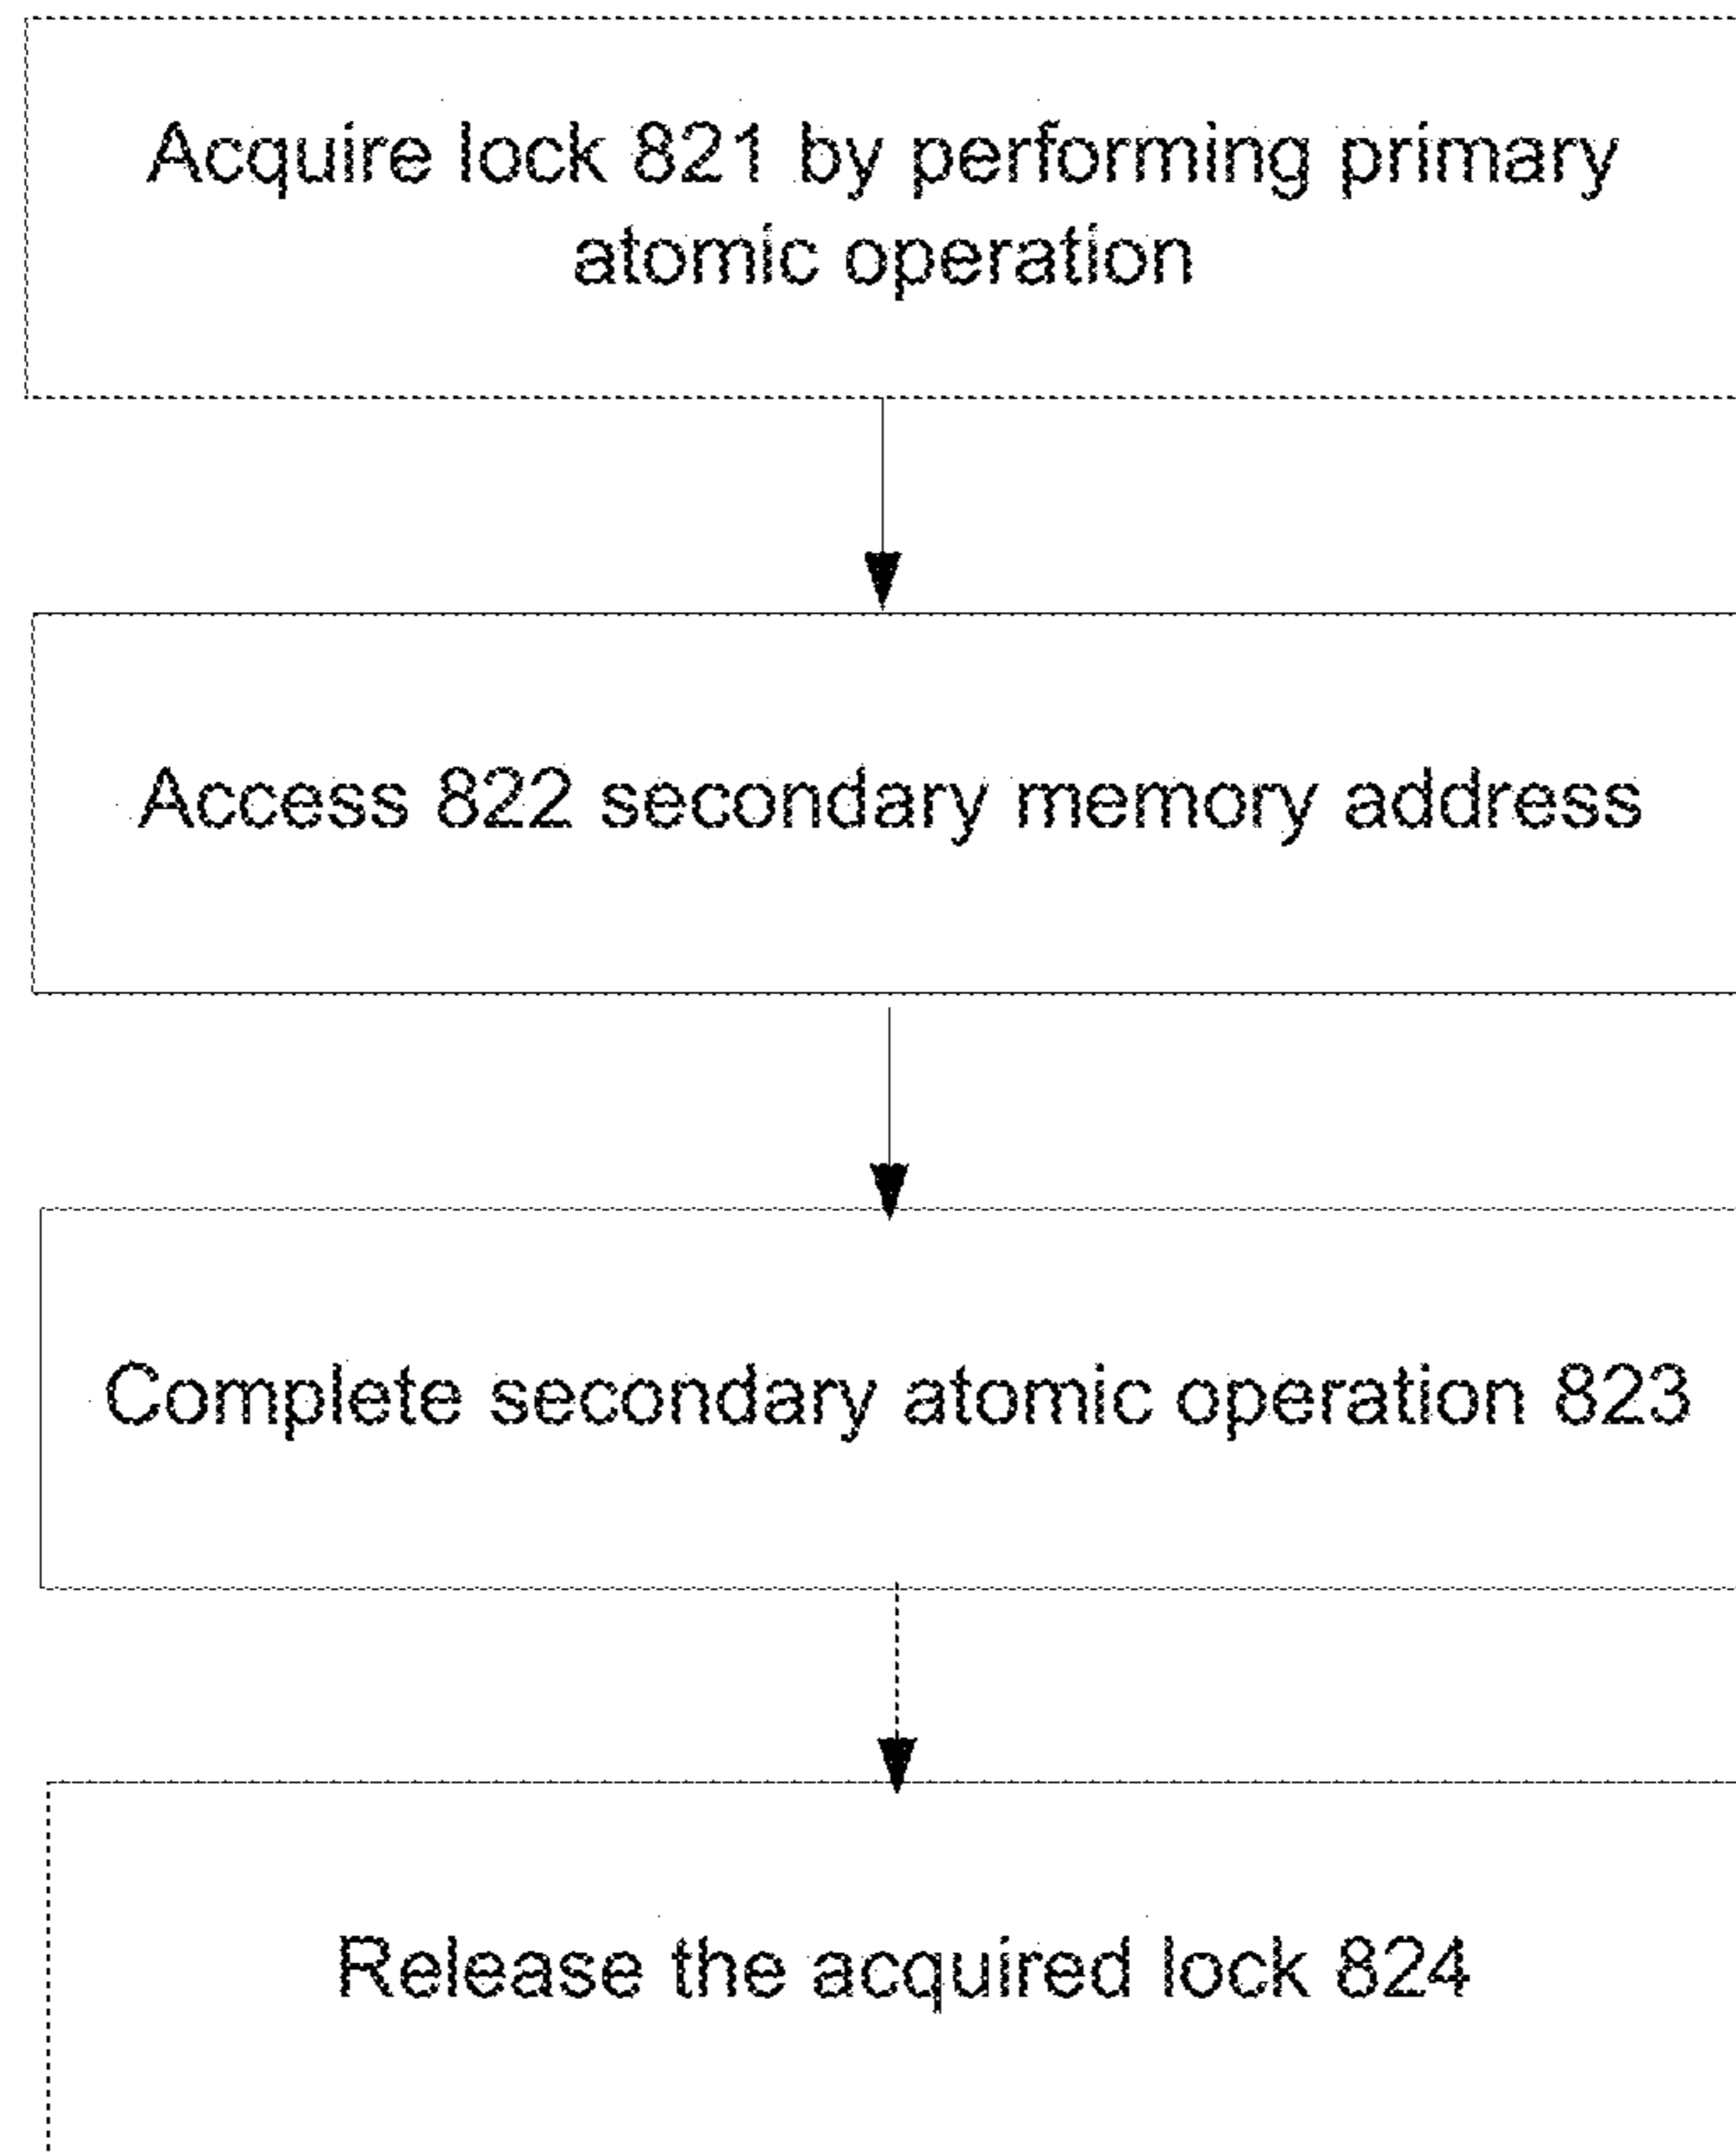 Acquire lock 821 by performing primary
atomic operation
Access 822 secondary memory address
Complete secondary atomic operation 823
Release the acquired lock 824